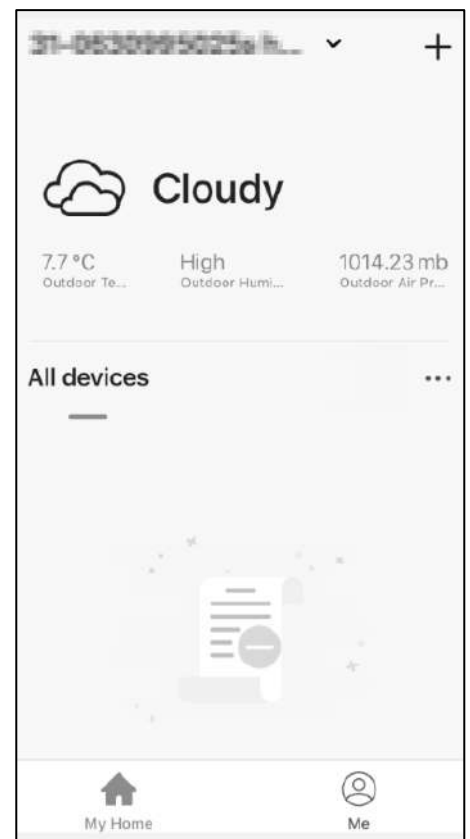 Cloudy
7.7 °C High 1014.23 mb
Outdoor Te... Outdoor Humi... Outdoor Air Pr...
All devices
My Home Me